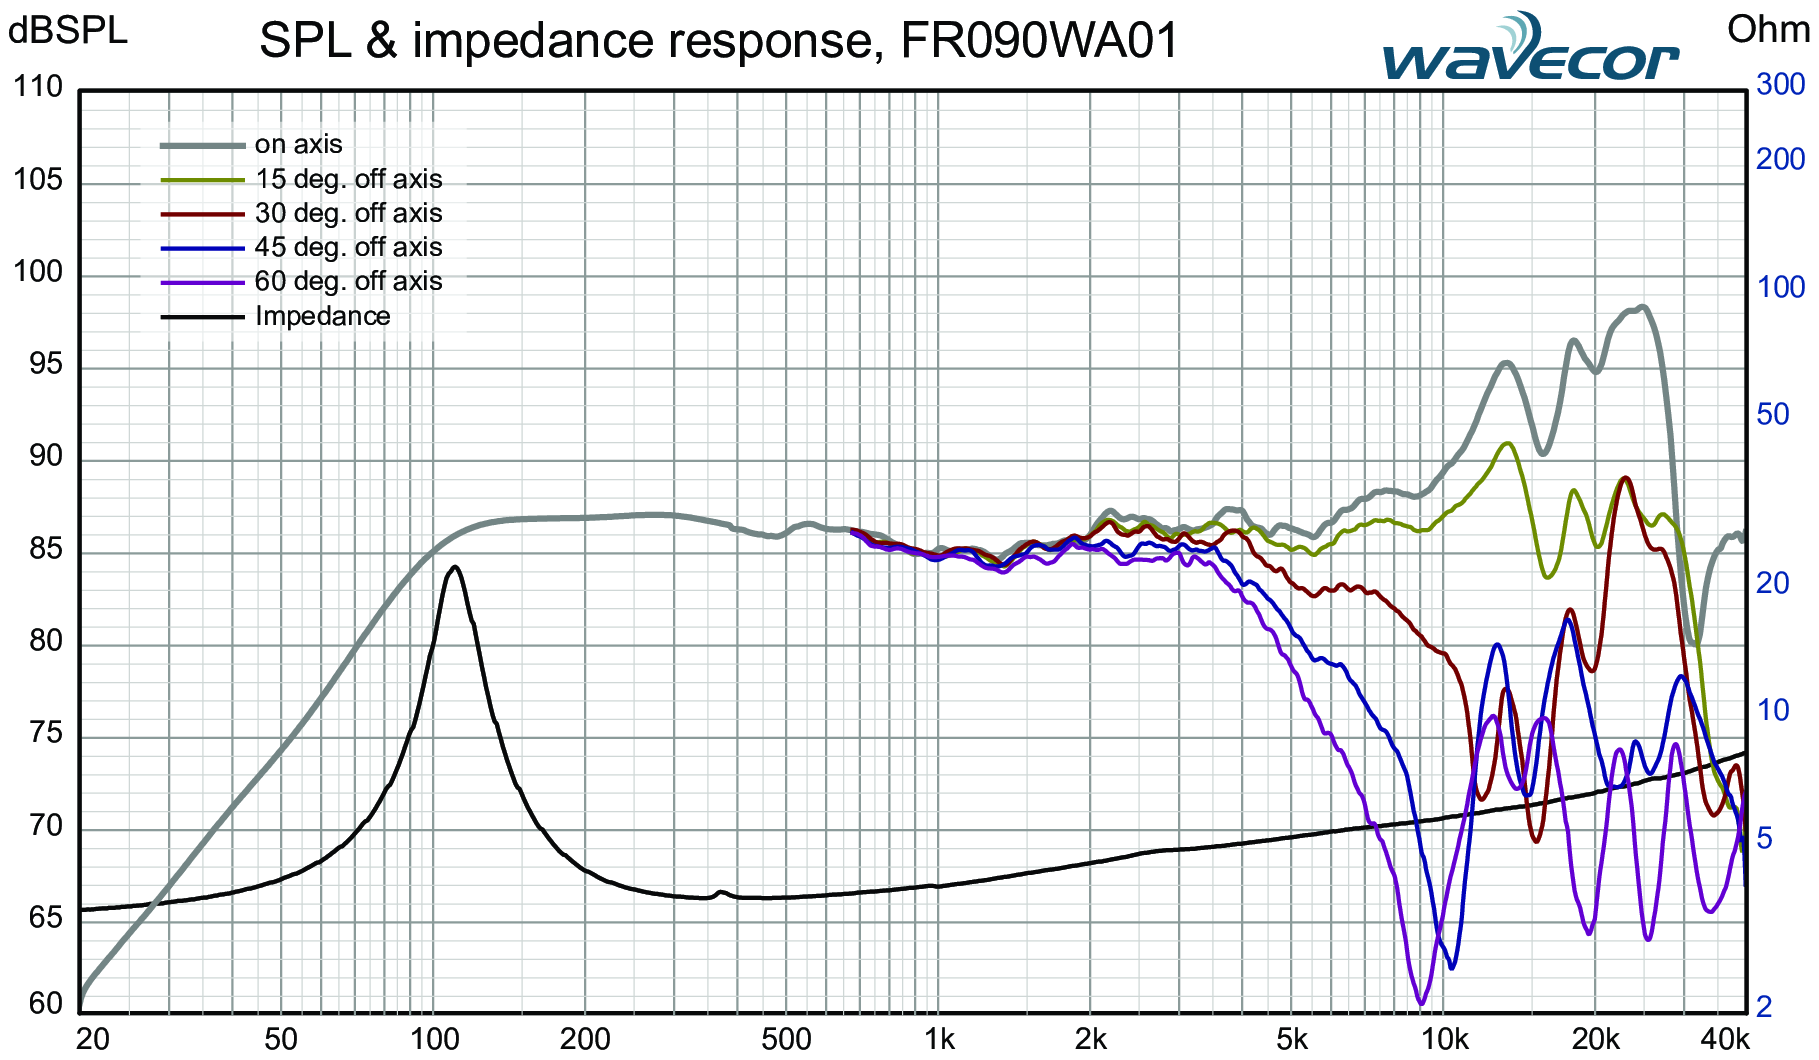 dBSPL
SPL & impedance response, FR090WA01
wavecor
Ohm
110
300
on axis
15 deg. off axis
30 deg. off axis
45 deg. off axis
60 deg. off axis
Impedance
105
200
100
100
95
90
50
85
20
80
75
10
70
5
65
60
2
20 50 100 200 500 1k 2k 5k 10k 20k 40k